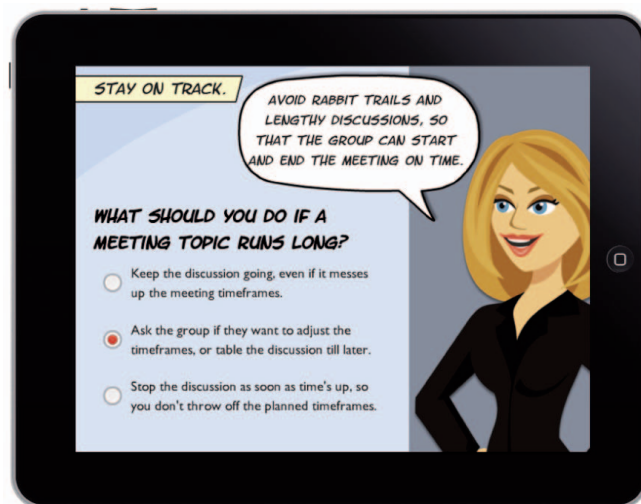 STAY ON TRACK.
AVOID RABBIT TRAILS AND
LENGTHY DISCUSSIONS, SO
THAT THE GROUP CAN START
AND END THE MEETING ON TIME.
WHAT SHOULD YOU DO IF A
MEETING TOPIC RUNS LONG?
Keep the discussion going, even if it messes
up the meeting timeframes.
Ask the group if they want to adjust the
timeframes, or table the discussion till later.
Stop the discussion as soon as time's up, so
you don't throw off the planned timeframes.